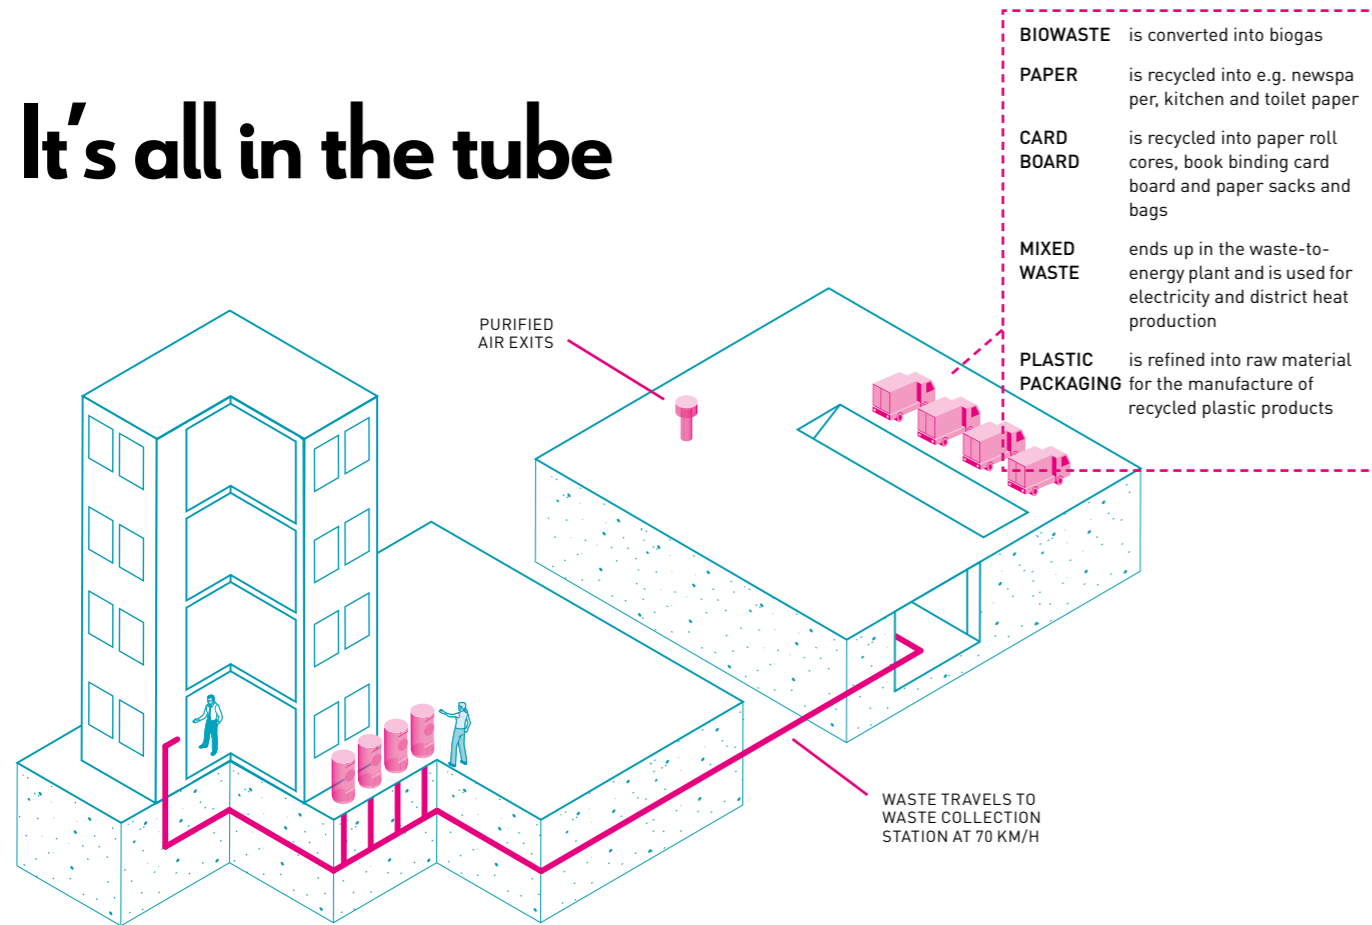 It's all in the tube
BIOWASTE is converted into biogas
PAPER is recycled into e.g. newspa
per, kitchen and toilet paper
CARD is recycled into paper roll
BOARD cores, book binding card
board and paper sacks and
bags
MIXED ends up in the waste-to-
WASTE energy plant and is used for
electricity and district heat
production
PLASTIC is refined into raw material
PACKAGING for the manufacture of
recycled plastic products
PURIFIED
AIR EXITS
WASTE TRAVELS TO
WASTE COLLECTION
STATION AT 70 KM/H